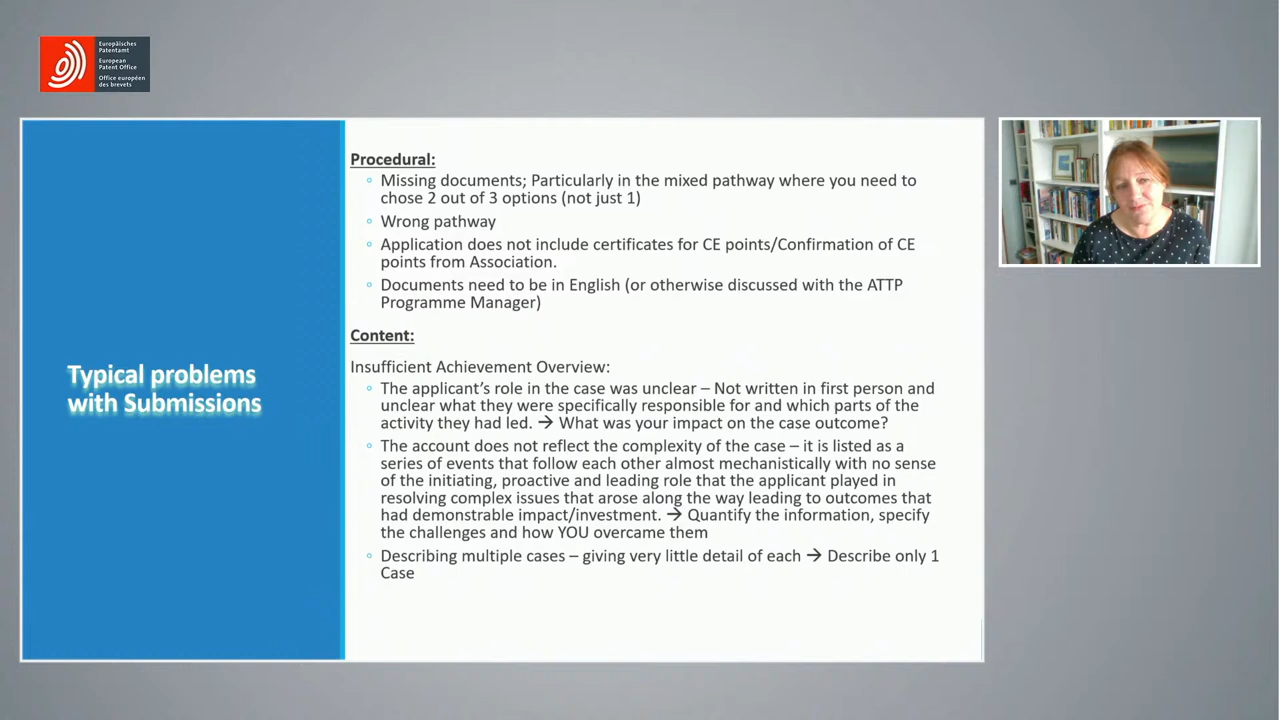 Europäisches
Patentamt
European
Patent Office
Office européen
des brevets
Typical problems
with Submissions
Procedural:
Missing documents; Particularly in the mixed pathway where you need to
chose 2 out of 3 options (not just 1)
Wrong pathway
Application does not include certificates for CE points/Confirmation of CE
points from Association.
Documents need to be in English (or otherwise discussed with the ATTP
Programme Manager)
Content:
Insufficient Achievement Overview:
The applicant’s role in the case was unclear – Not written in first person and
unclear what they were specifically responsible for and which parts of the
activity they had led. → What was your impact on the case outcome?
The account does not reflect the complexity of the case – it is listed as a
series of events that follow each other almost mechanistically with no sense
of the initiating, proactive and leading role that the applicant played in
resolving complex issues that arose along the way leading to outcomes that
had demonstrable impact/investment. → Quantify the information, specify
the challenges and how YOU overcame them
Describing multiple cases – giving very little detail of each → Describe only 1
Case